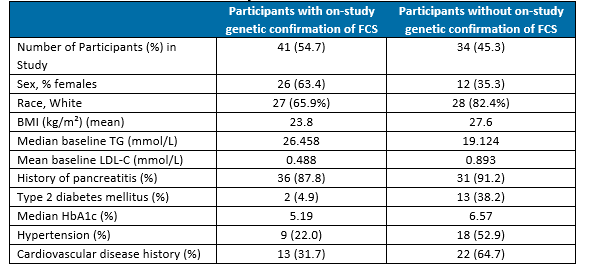 Participants with on-study Participants without on-study
genetic confirmation of FCS genetic confirmation of FCS
Number of Participants (%) in 41 (54.7) 34 (45.3)
Study
Sex, % females 26 (63.4) 12 (35.3)
Race, White 27 (65.9%) 28 (82.4%)
BMI (kg/m²) (mean) 23.8 27.6
Median baseline TG (mmol/L) 26.458 19.124
Mean baseline LDL-C (mmol/L) 0.488 0.893
History of pancreatitis (%) 36 (87.8) 31 (91.2)
Type 2 diabetes mellitus (%) 2 (4.9) 13 (38.2)
Median HbA1c (%) 5.19 6.57
Hypertension (%) 9 (22.0) 18 (52.9)
Cardiovascular disease history (%) 13 (31.7) 22 (64.7)